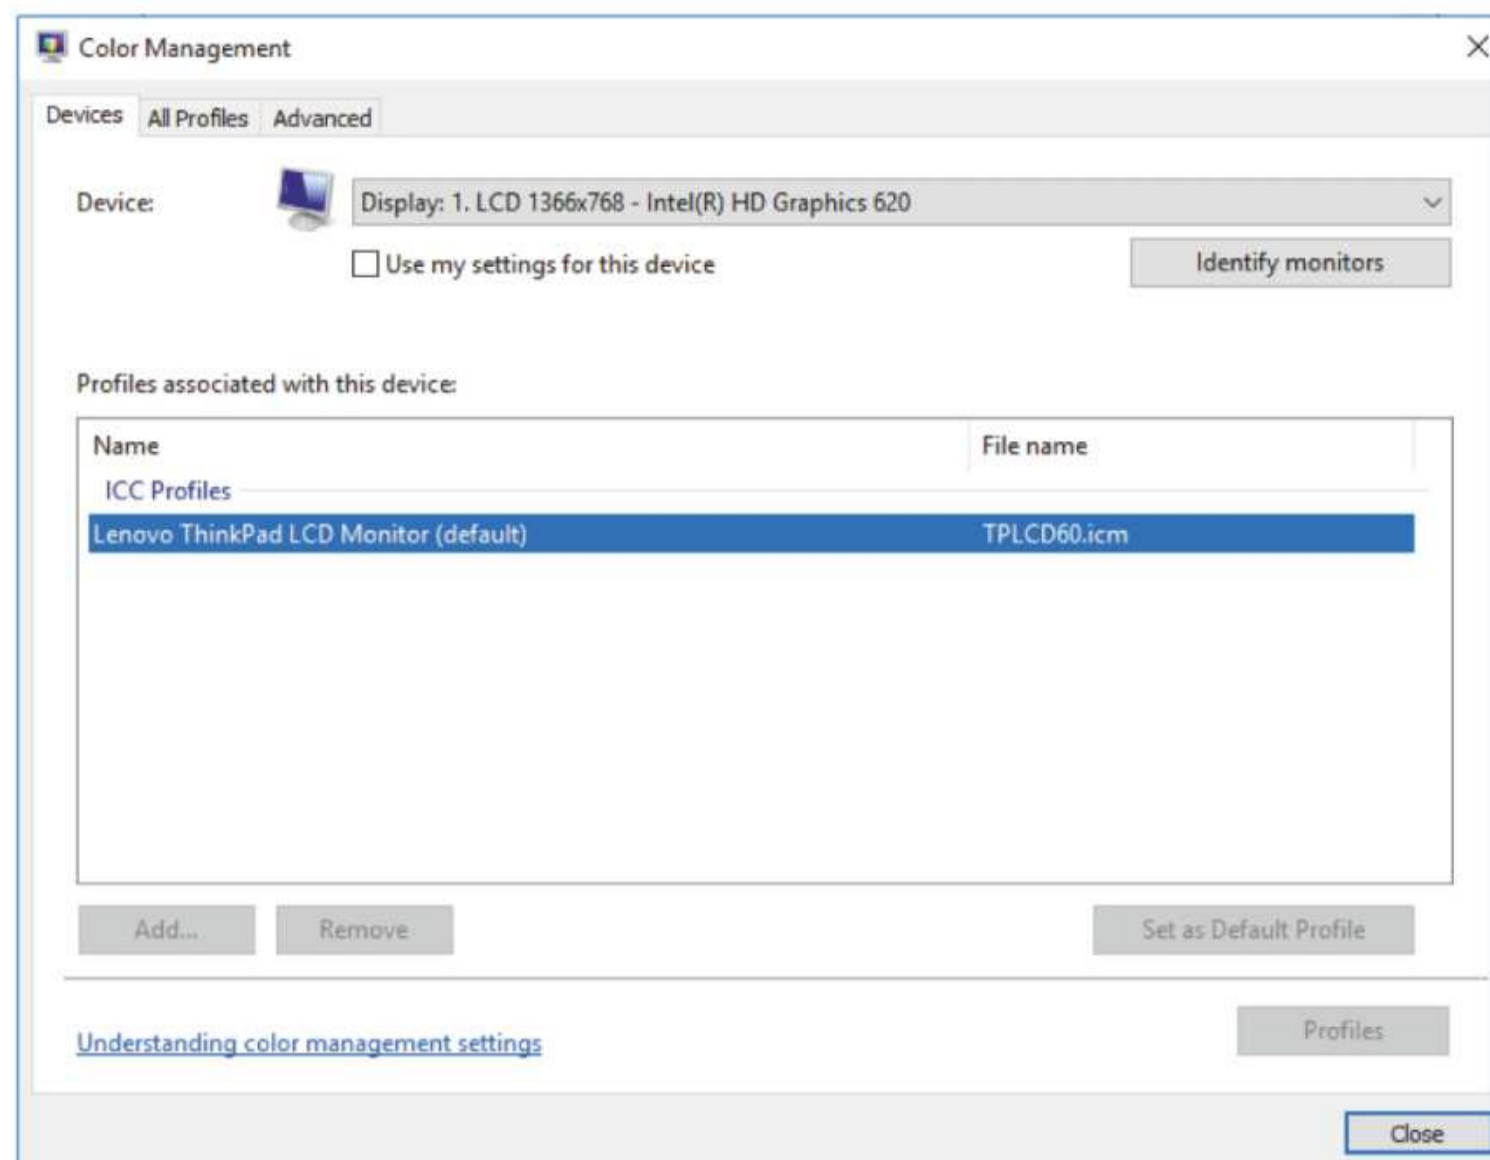 Color Management
Devices All Profiles Advanced
Device: Display: 1. LCD 1366x768 - Intel(R) HD Graphics 620
Use my settings for this device Identify monitors
Profiles associated with this device:
Name File name
ICC Profiles
Lenovo ThinkPad LCD Monitor (default) TPLCD60.icm
Add... Remove Set as Default Profile
Understanding color management settings Profiles
Close